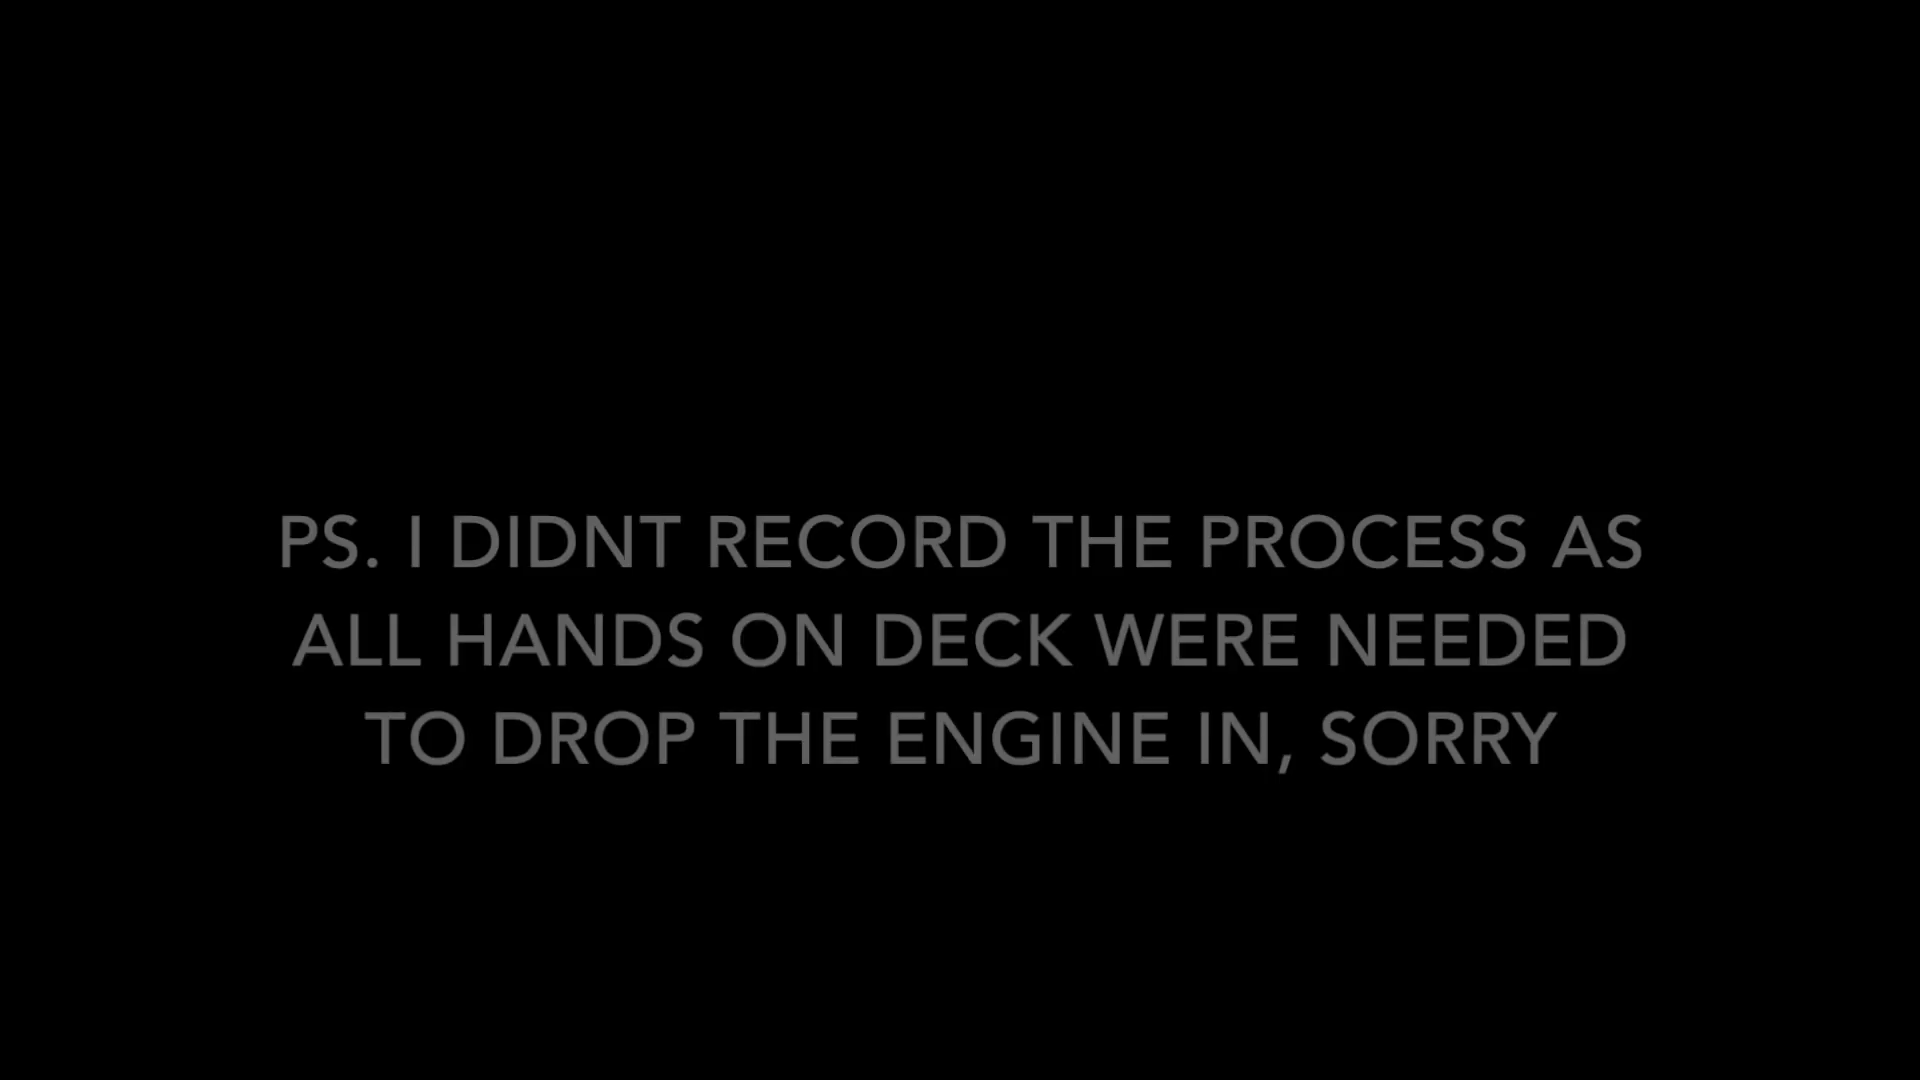 PS. I DIDNT RECORD THE PROCESS AS
ALL HANDS ON DECK WERE NEEDED
TO DROP THE ENGINE IN, SORRY